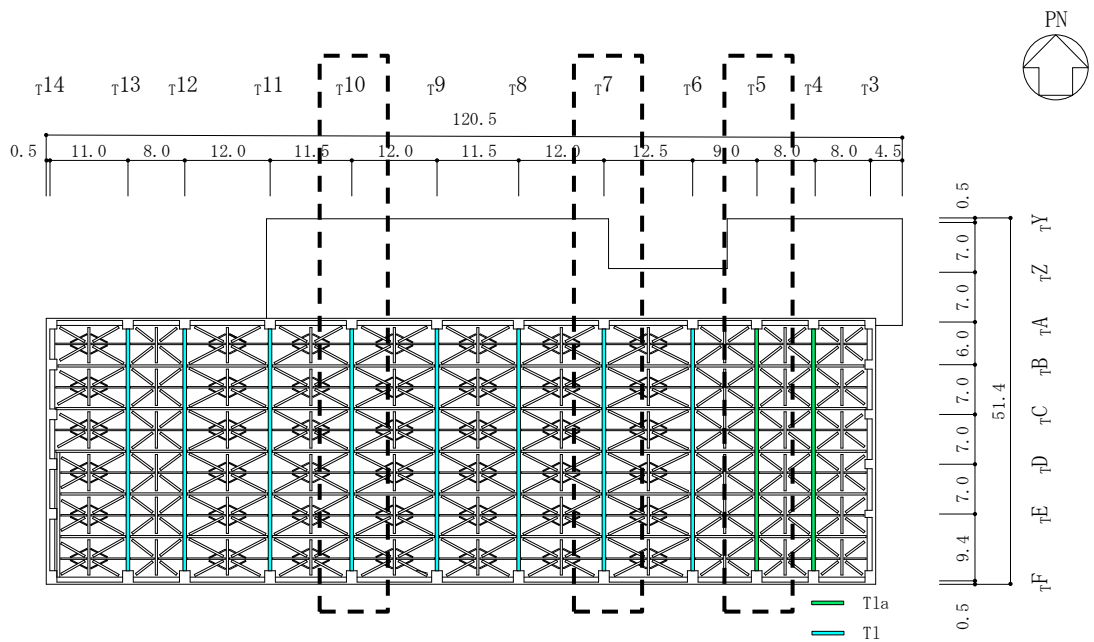 PN
T14 T13 T12 T11 T10 T9 T8 T7 T6 T5 T4 T3
120.5
0.5 11.0 8.0 12.0 11.5 12.0 11.5 12.0 12.5 9.0 8.0 8.0 4.5
0.5
TY
7.0
TZ
7.0
TA
6.0
TB
7.0
51.4
TC
7.0
TD
7.0
TE
9.4
TF
0.5
T1a
T1